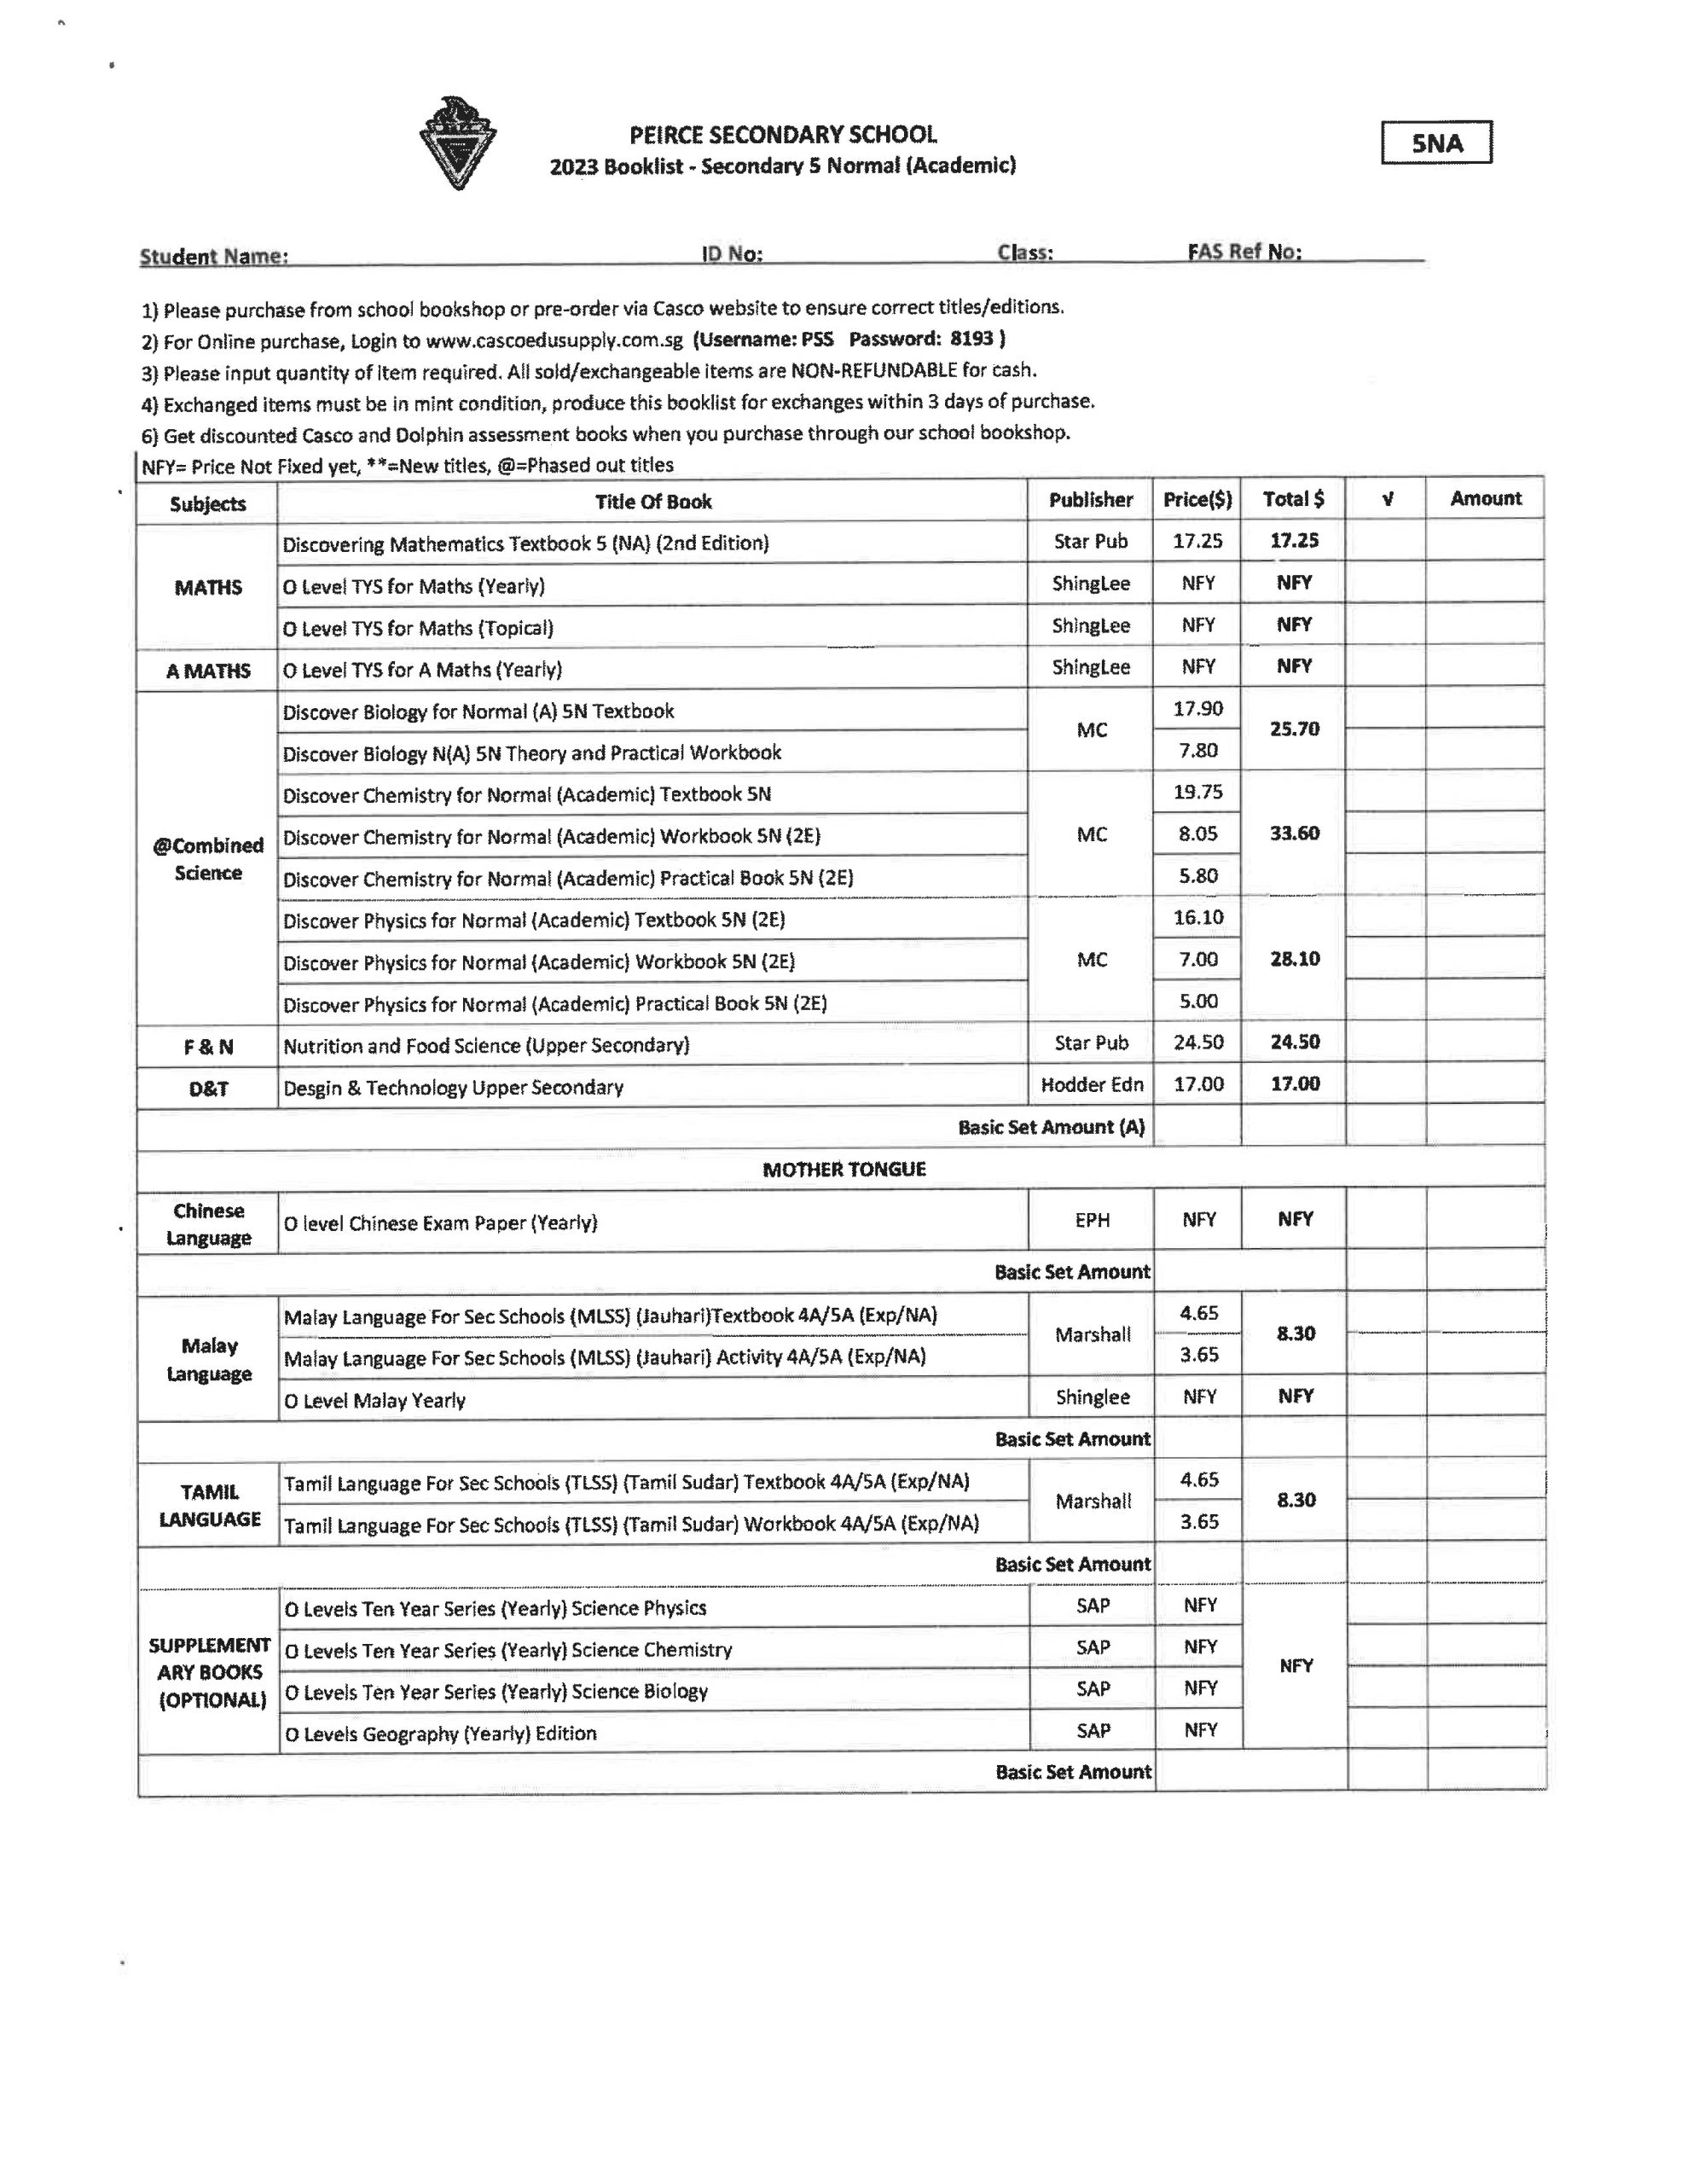 PEIRCE SECONDARY SCHOOL
5NA
2023 Booklist - Secondary 5 Normal (Academic)
Student Name: ID No: Class: FAS Ref No:
1) Please purchase from school bookshop or pre-order via Casco website to ensure correct titles/editions.
2) For Online purchase, Login to www.cascoedusupply.com.sg (Username: PSS Password: 8193 )
3) Please input quantity of item required. All sold/exchangeable items are NON-REFUNDABLE for cash.
4) Exchanged items must be in mint condition, produce this booklist for exchanges within 3 days of purchase.
6) Get discounted Casco and Dolphin assessment books when you purchase through our school bookshop.
NFY= Price Not Fixed yet, **=New titles, @=Phased out titles
Subjects Title Of Book Publisher Price($) Total $ √ Amount
Discovering Mathematics Textbook 5 (NA) (2nd Edition) Star Pub 17.25 17.25
MATHS O Level TYS for Maths (Yearly) ShingLee NFY NFY
O Level TYS for Maths (Topical) ShingLee NFY NFY
A MATHS O Level TYS for A Maths (Yearly) ShingLee NFY NFY
Discover Biology for Normal (A) 5N Textbook 17.90
MC 25.70
Discover Biology N(A) 5N Theory and Practical Workbook 7.80
Discover Chemistry for Normal (Academic) Textbook 5N 19.75
@Combined Discover Chemistry for Normal (Academic) Workbook 5N (2E) MC 8.05 33.60
Science Discover Chemistry for Normal (Academic) Practical Book 5N (2E) 5.80
Discover Physics for Normal (Academic) Textbook 5N (2E) 16.10
Discover Physics for Normal (Academic) Workbook 5N (2E) MC 7.00 28.10
Discover Physics for Normal (Academic) Practical Book 5N (2E) 5.00
F & N Nutrition and Food Science (Upper Secondary) Star Pub 24.50 24.50
D&T Desgin & Technology Upper Secondary Hodder Edn 17.00 17.00
Basic Set Amount (A)
MOTHER TONGUE
Chinese
Language O level Chinese Exam Paper (Yearly) EPH NFY NFY
Basic Set Amount
Malay Language For Sec Schools (MLSS) (Jauhari)Textbook 4A/5A (Exp/NA) 4.65
Malay Marshall 8.30
Language Malay Language For Sec Schools (MLSS) (Jauhari) Activity 4A/5A (Exp/NA) 3.65
O Level Malay Yearly Shinglee NFY NFY
Basic Set Amount
TAMIL Tamil Language For Sec Schools (TLSS) (Tamil Sudar) Textbook 4A/5A (Exp/NA) 4.65
Marshall 8.30
LANGUAGE Tamil Language For Sec Schools (TLSS) (Tamil Sudar) Workbook 4A/5A (Exp/NA) 3.65
Basic Set Amount
O Levels Ten Year Series (Yearly) Science Physics SAP NFY
SUPPLEMENT O Levels Ten Year Series (Yearly) Science Chemistry SAP NFY
ARY BOOKS NFY
(OPTIONAL) O Levels Ten Year Series (Yearly) Science Biology SAP NFY
O Levels Geography (Yearly) Edition SAP NFY
Basic Set Amount